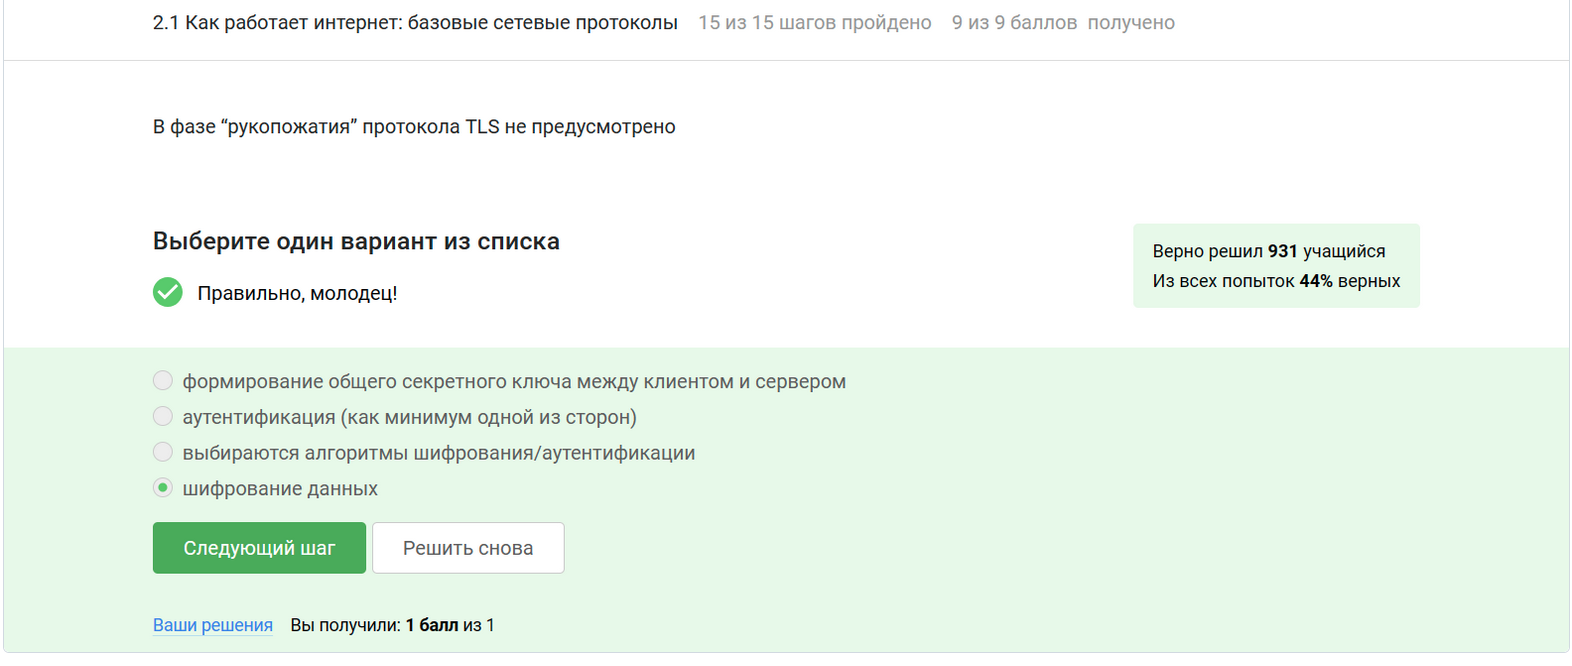 2.1 Как работает интернет: базовые сетевые протоколы 15 из 15 шагов пройдено 9 из 9 баллов получено
В фазе “рукопожатия” протокола TLS не предусмотрено
Выберите один вариант из списка
Правильно, молодец!
Верно решил 931 учащийся
Из всех попыток 44% верных
формирование общего секретного ключа между клиентом и сервером
аутентификация (как минимум одной из сторон)
выбираются алгоритмы шифрования/аутентификации
шифрование данных
Следующий шаг Решить снова
Ваши решения Вы получили: 1 балл из 1